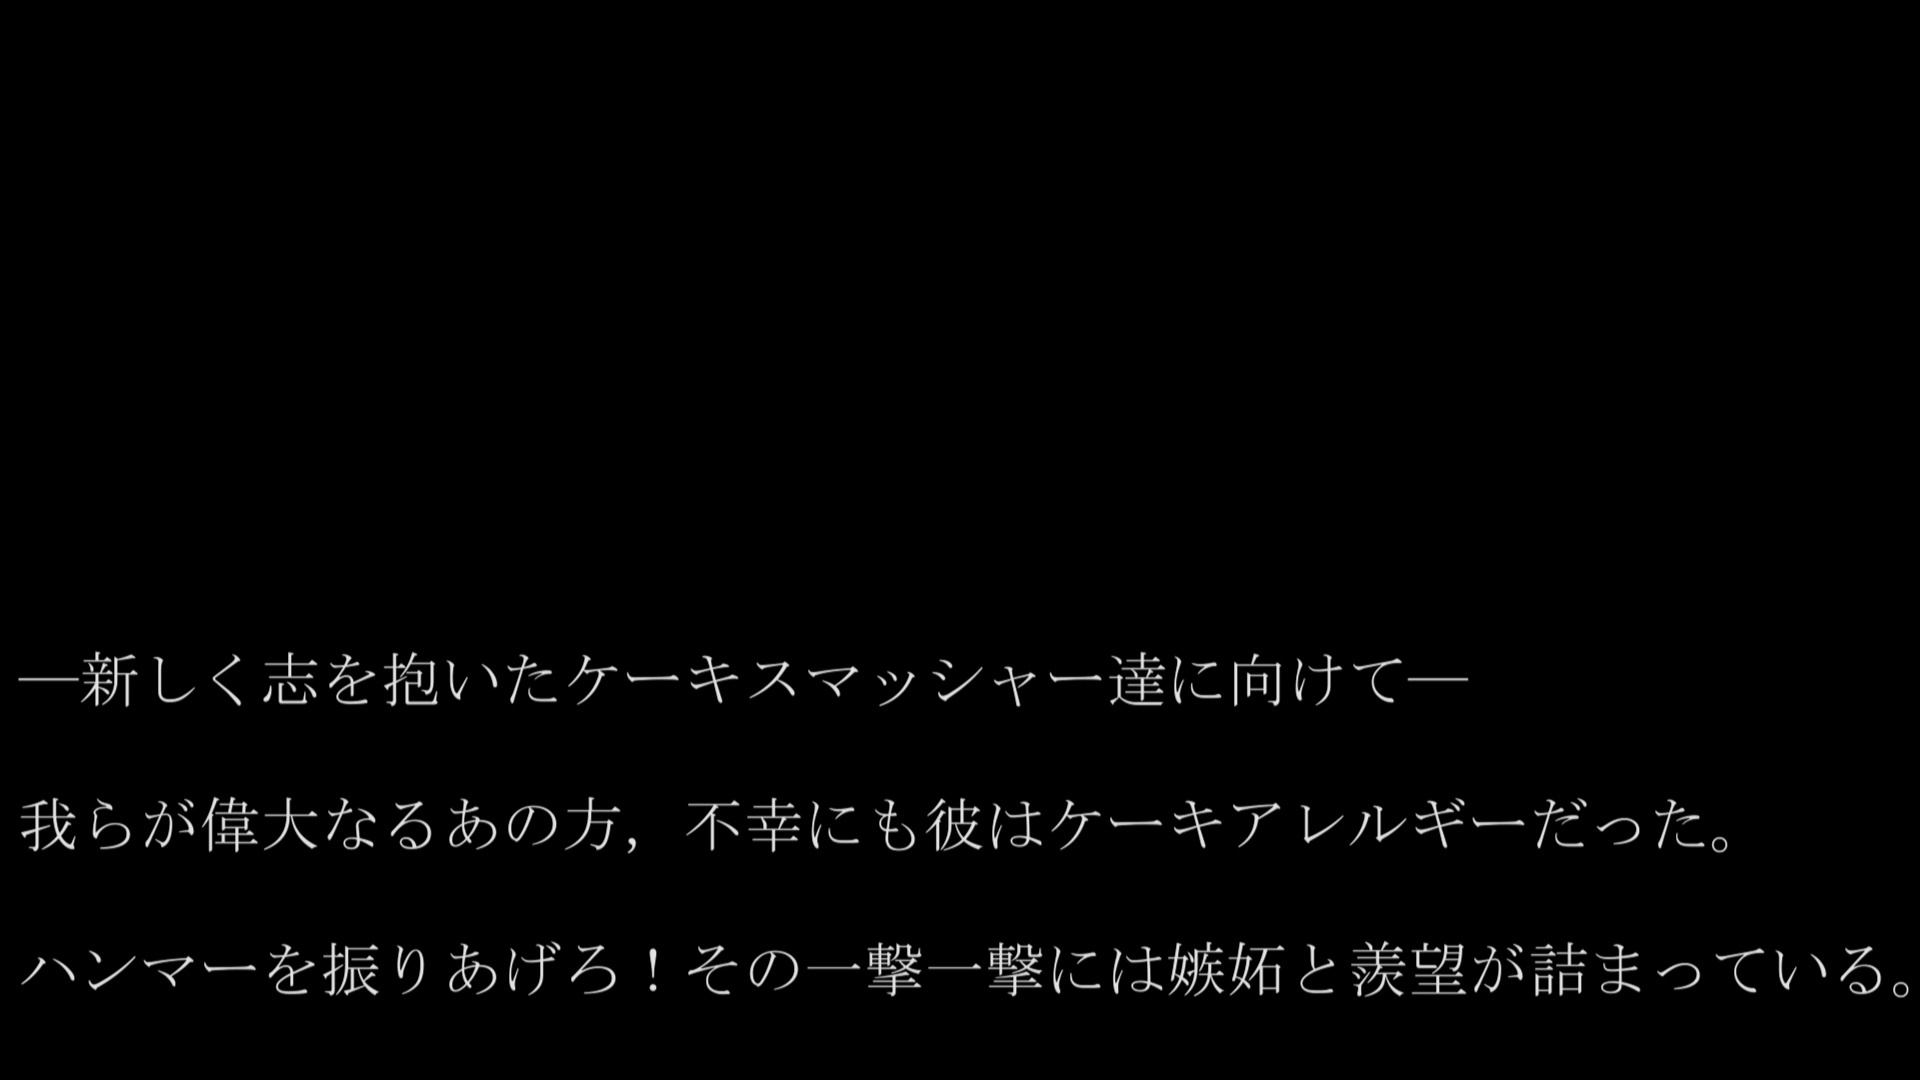 ―新しく志を抱いたケーキスマッシャー達に向けて―
我らが偉大なるあの方，不幸にも彼はケーキアレルギーだった。
ハンマーを振りあげろ！その一撃一撃には嫉妬と羨望が詰まっている。